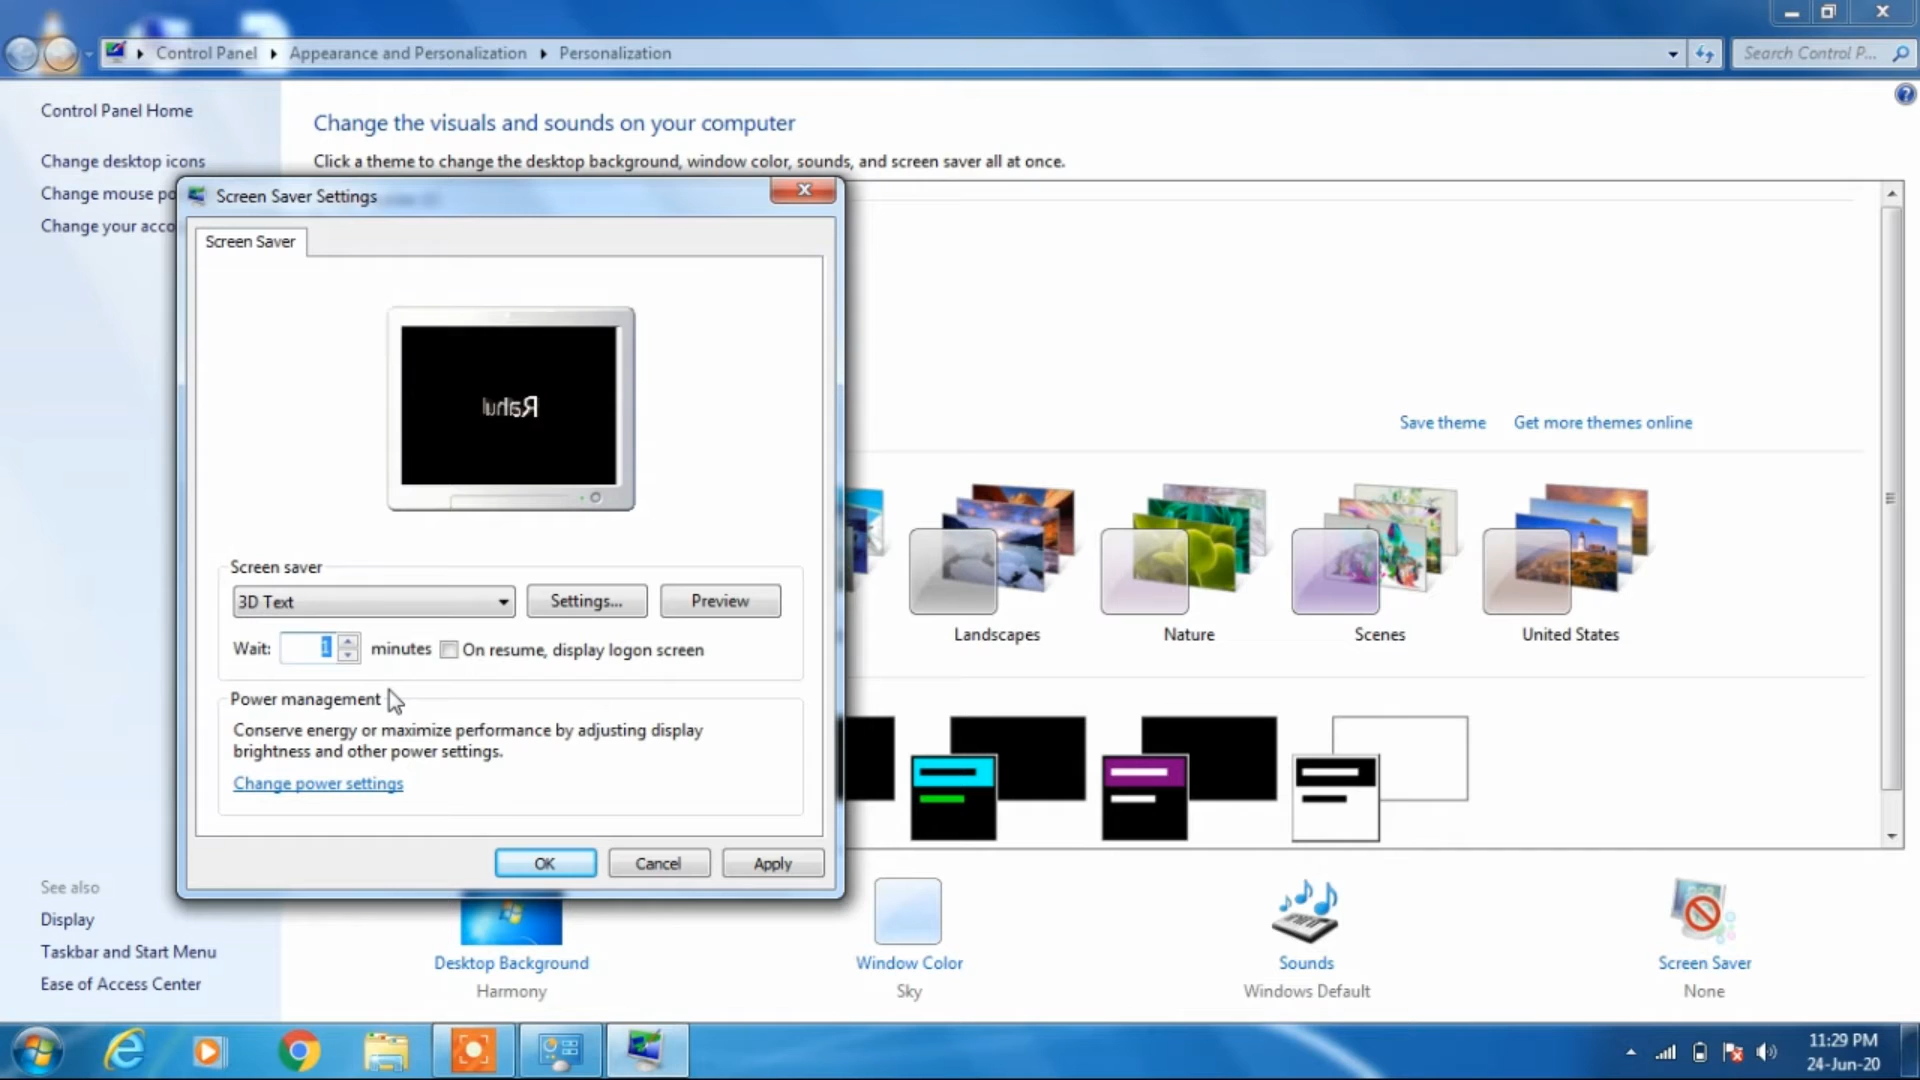 Control Panel
Appearance and Personalization
Personalization
Search Control P...
Control Panel Home
Change desktop icons
Change mouse po
Change your acco
Change the visuals and sounds on your computer
Click a theme to change the desktop background, window color, sounds, and screen saver all at once.
Screen Saver Settings
Screen Saver
Rahul
Screen saver
3D Text
Settings...
Preview
Wait:
1
minutes
On resume, display logon screen
Power management
Conserve energy or maximize performance by adjusting display
brightness and other power settings.
Change power settings
OK
Cancel
Apply
Save theme
Get more themes online
Landscapes
Nature
Scenes
United States
See also
Display
Taskbar and Start Menu
Ease of Access Center
Desktop Background
Harmony
Window Color
Sky
Sounds
Windows Default
Screen Saver
None
11:29 PM
24-Jun-20